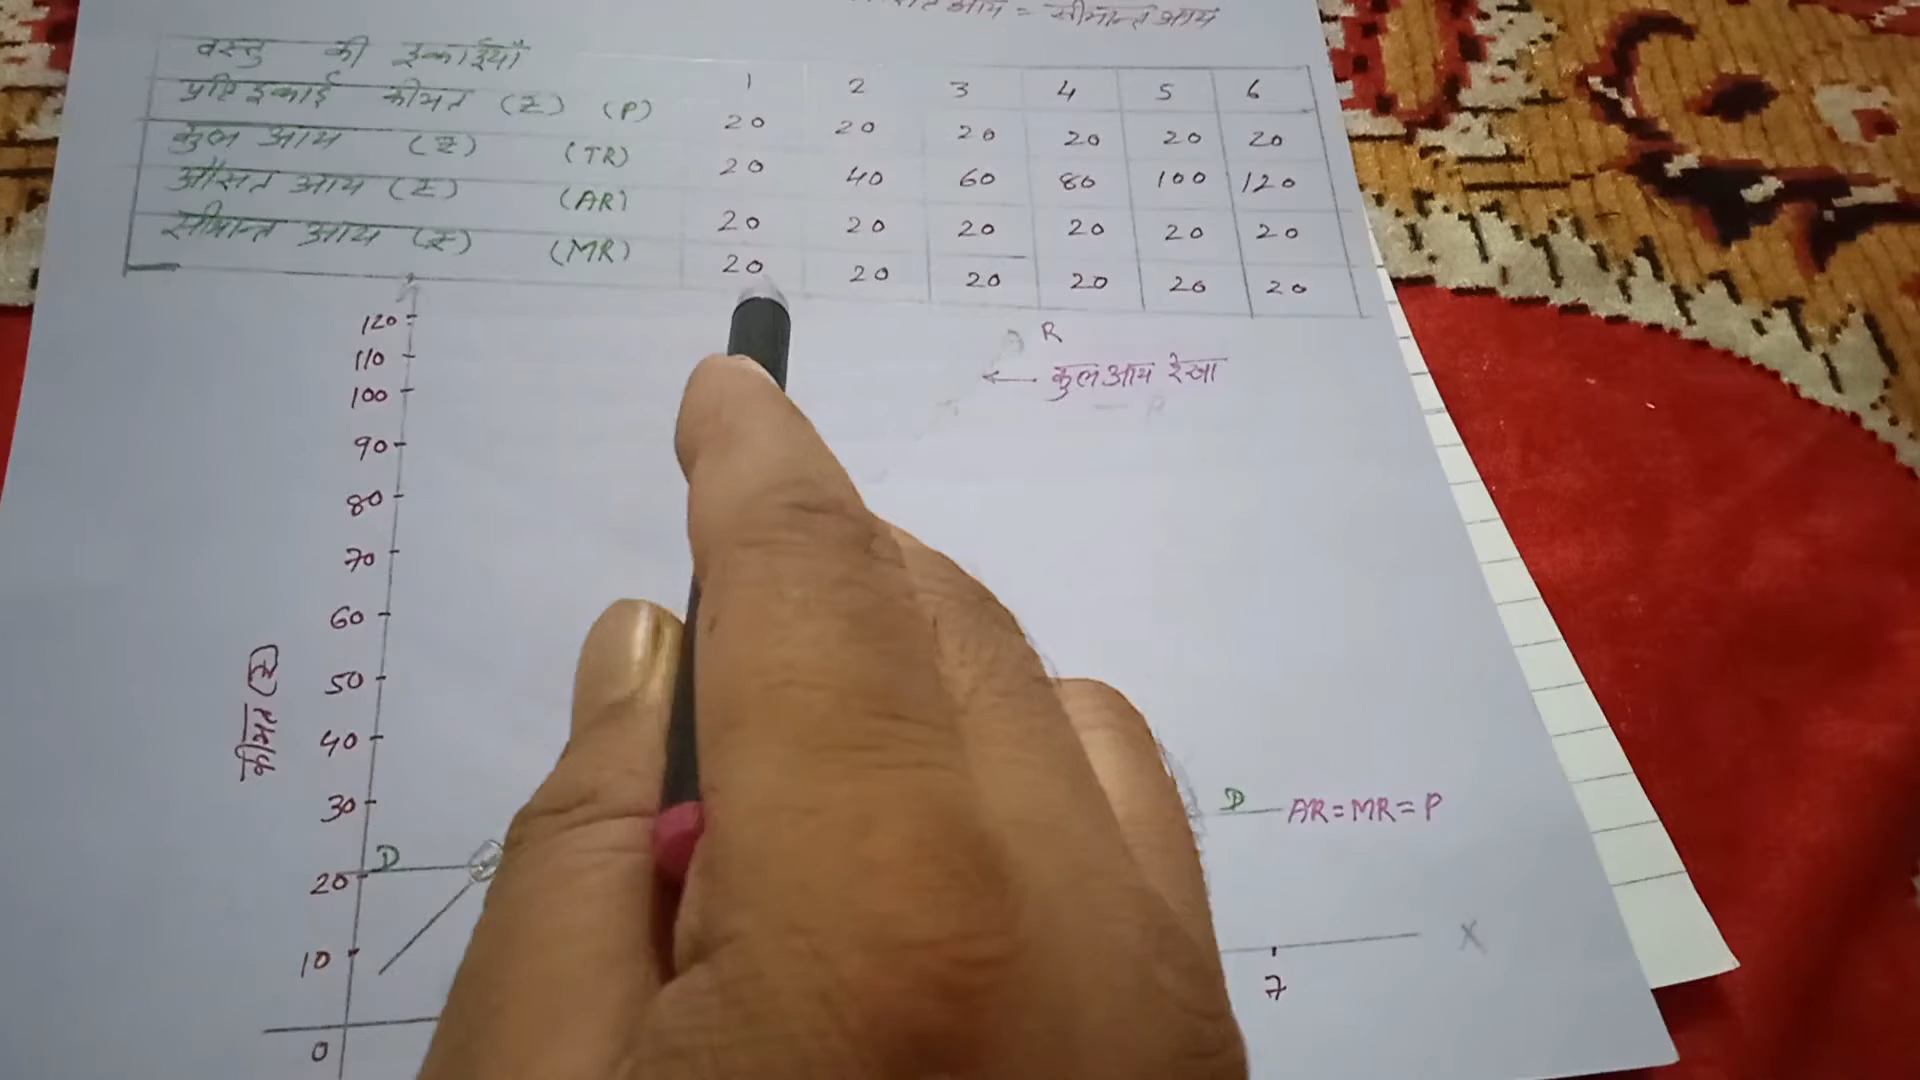 आय = सीमान्त आय
वस्तु की इकाईयाँ 1 2 3 4 5 6
प्रति इकाई कीमत (₹) (P) 20 20 20 20 20 20
कुल आय (₹) (TR) 20 40 60 80 100 120
औसत आय (₹) (AR) 20 20 20 20 20 20
सीमान्त आय (₹) (MR) 20 20 20 20 20 20
120
110
R
← कुल आय रेखा
100
90
80
70
60
50
कीमत (₹)
40
30
D AR=MR=P
D
20
10
X
7
0